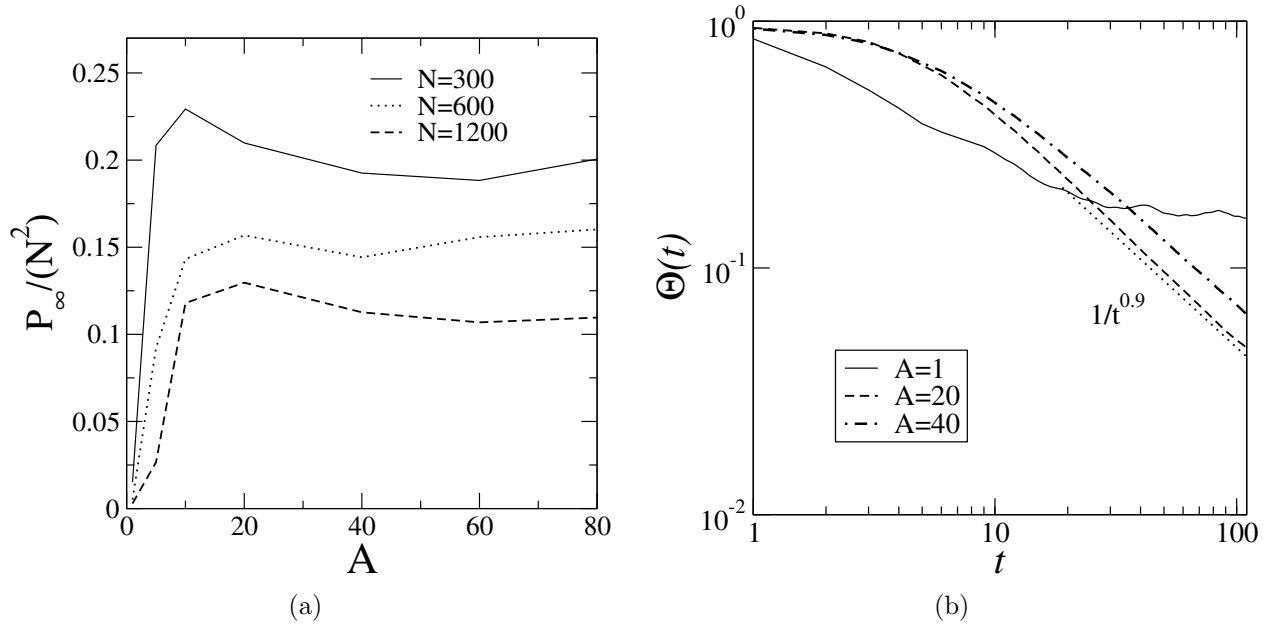 P∞/(N²)
0.25
0.2
0.15
0.1
0.05
0
N=300
N=600
N=1200
0 20 40 60 80
A
(a)
Θ(t)
10⁰
10⁻¹
10⁻²
1/t^0.9
A=1
A=20
A=40
1 10 100
t
(b)